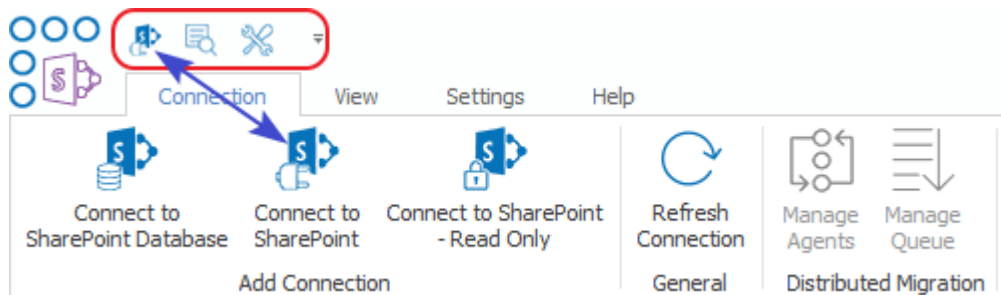 Connection View Settings Help
Connect to
SharePoint Database
Connect to
SharePoint
Connect to SharePoint
- Read Only
Refresh
Connection
Manage
Agents
Manage
Queue
Add Connection
General
Distributed Migration